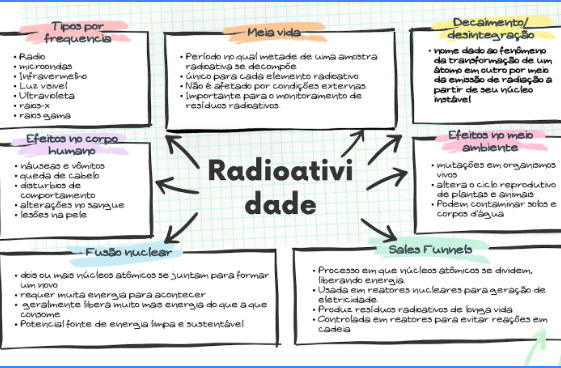 Tipos por
frequencia
• Radio
• microondas
• Infravermelho
• Luz visivel
• Ultravioleta
• raios-x
• raios gama
Meia vida
• Período no qual metade de uma amostra
radioativa se decompõe
• único para cada elemento radioativo
• Não é afetado por condições externas
• Importante para o monitoramento de
resíduos radioativos.
Decaimento/
desintegração
• nome dado ao fenômeno
da transformação de um
átomo em outro por meio
da emissão de radiação a
partir de seu núcleo
instável
Efeitos no corpo
humano
• náuseas e vômitos
• queda de cabelo
• disturbios de
comportamento
• alterações no sangue
• lesões na pele
Radioativi
dade
Efeitos no meio
ambiente
• mutações em organismos
vivos
• altera o ciclo reprodutivo
de plantas e animais
• Podem contaminar solos e
corpos d'água
Fusão nuclear
• dois ou mais núcleos atômicos se juntam para formar
um novo
• requer muita energia para acontecer
• geralmente libera muito mais energia do que a que
consome
• Potencial fonte de energia limpa e sustentável
Sales Funnels
• Processo em que núcleos atômicos se dividem,
liberando energia.
• Usada em reatores nucleares para geração de
eletricidade
• Produz resíduos radioativos de longa vida
• Controlada em reatores para evitar reações em
cadeia